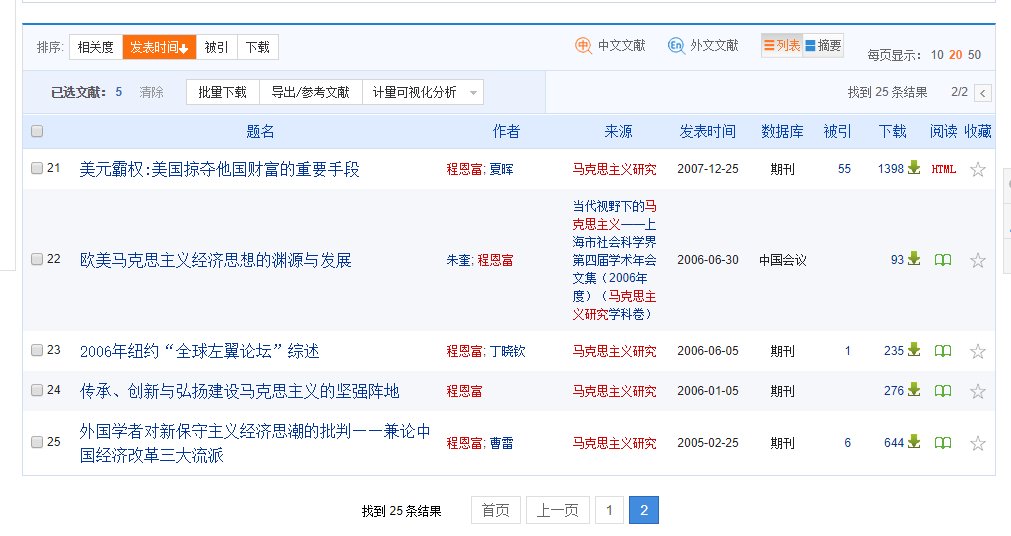 排序: 相关度 发表时间 被引 下载 中 中文文献 En 外文文献 列表 摘要 每页显示: 10 20 50
已选文献: 5 清除 批量下载 导出/参考文献 计量可视化分析 找到 25 条结果 2/2 <
题名 作者 来源 发表时间 数据库 被引 下载 阅读 收藏
21 美元霸权:美国掠夺他国财富的重要手段 程恩富; 夏晖 马克思主义研究 2007-12-25 期刊 55 1398 HTML
22 欧美马克思主义经济思想的渊源与发展 朱奎; 程恩富
当代视野下的马
克思主义——上
海市社会科学界
第四届学术年会
文集（2006年
度）（马克思主
义研究学科卷）
2006-06-30 中国会议 93
23 2006年纽约“全球左翼论坛”综述 程恩富; 丁晓钦 马克思主义研究 2006-06-05 期刊 1 235
24 传承、创新与弘扬建设马克思主义的坚强阵地 程恩富 马克思主义研究 2006-01-05 期刊 276
25 外国学者对新保守主义经济思潮的批判——兼论中
国经济改革三大流派
程恩富; 曹雷 马克思主义研究 2005-02-25 期刊 6 644
找到 25 条结果 首页 上一页 1 2